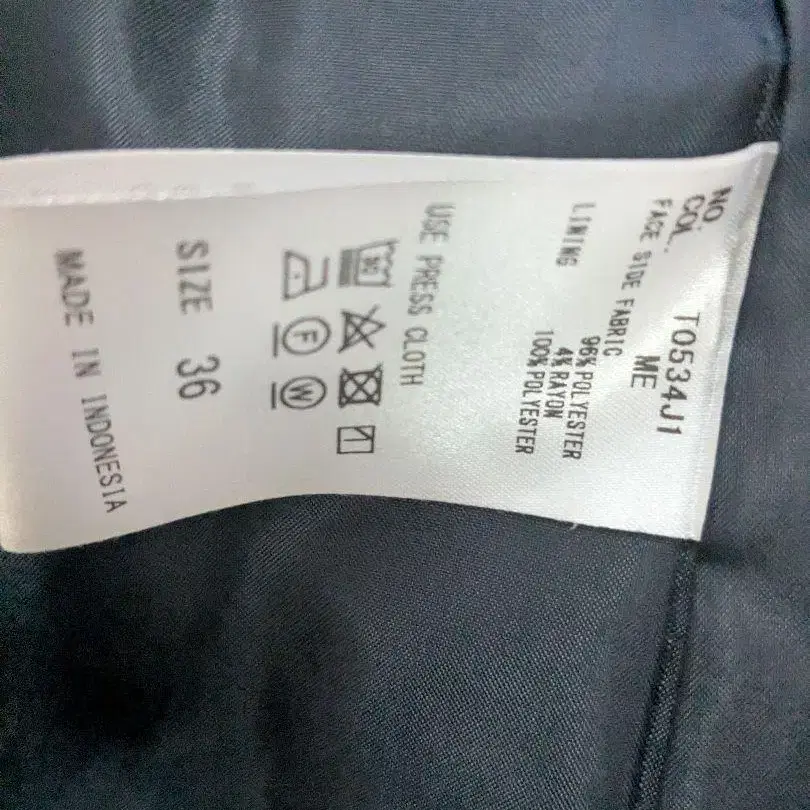 NO. T0534J1
COL. ME
FACE SIDE FABRIC
96% POLYESTER
4% RAYON
LINING 100% POLYESTER
USE PRESS CLOTH
F W
SIZE 36
MADE IN INDONESIA